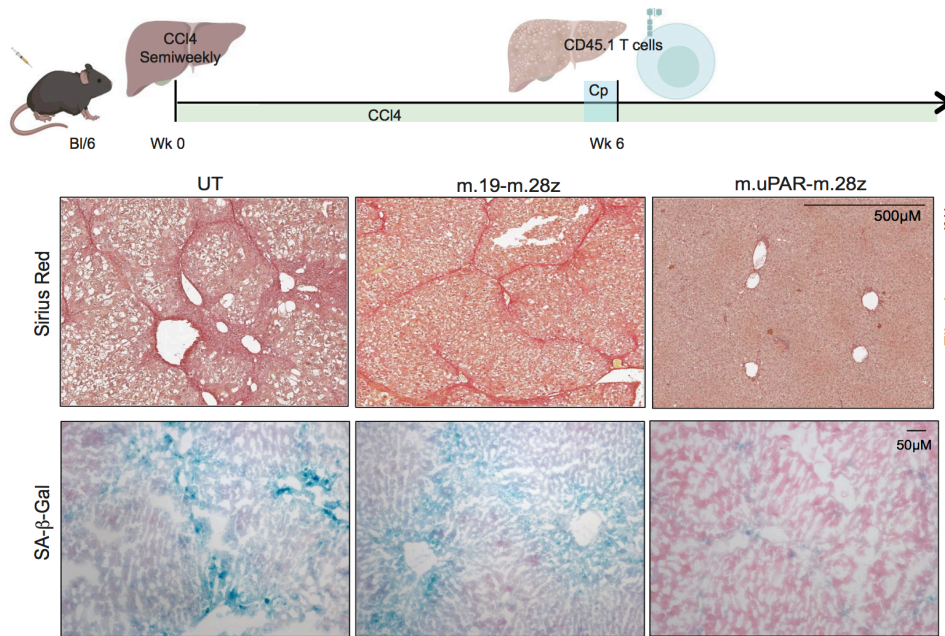 CCl4
Semiweekly
CD45.1 T cells
Cp
CCl4
Bl/6
Wk 0
Wk 6
UT
m.19-m.28z
m.uPAR-m.28z
Sirius Red
500µM
SA-β-Gal
50µm